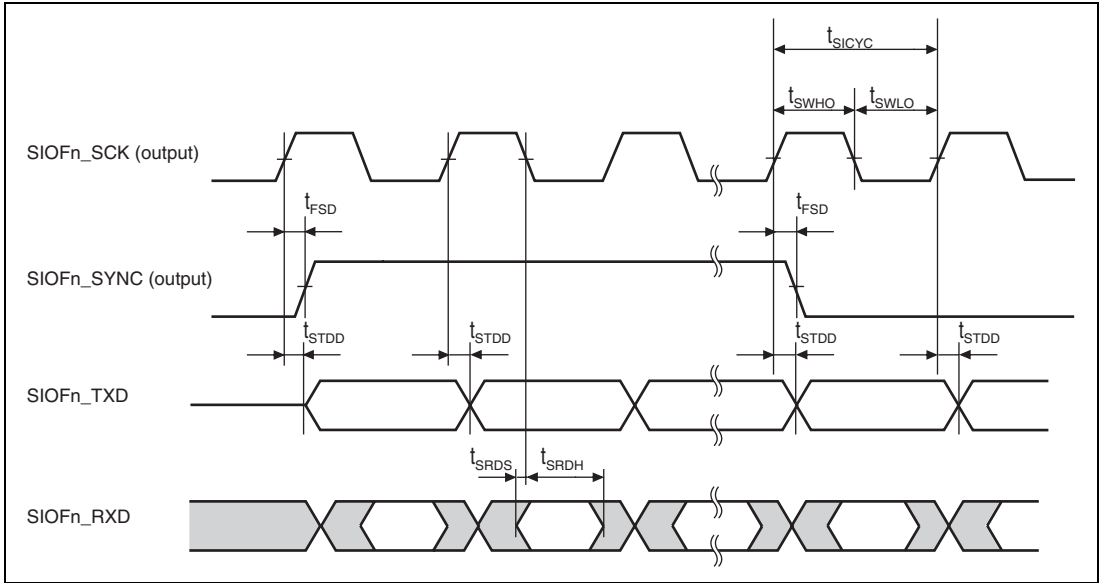 tSICYC
tSWHO tSWLO
SIOFn_SCK (output)
tFSD tFSD
SIOFn_SYNC (output)
tSTDD tSTDD tSTDD tSTDD
SIOFn_TXD
tSRDS tSRDH
SIOFn_RXD